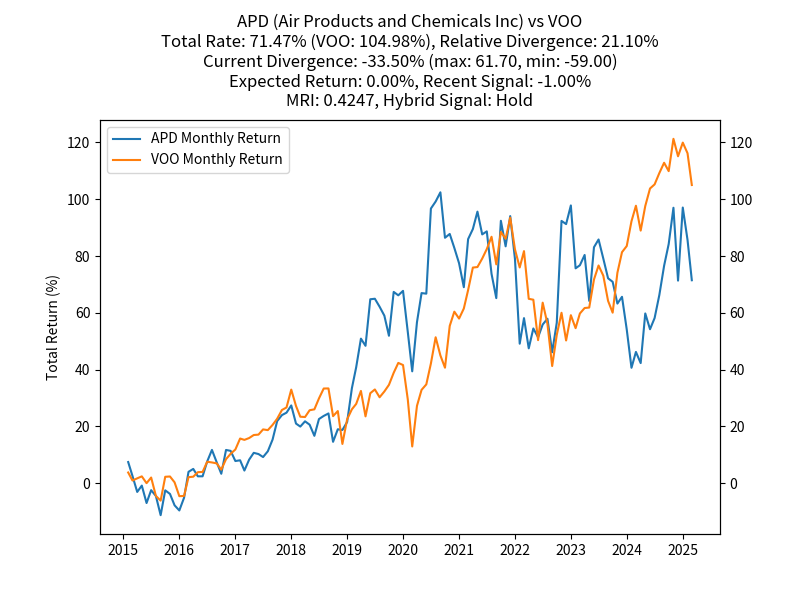 APD (Air Products and Chemicals Inc) vs VOO
Total Rate: 71.47% (VOO: 104.98%), Relative Divergence: 21.10%
Current Divergence: -33.50% (max: 61.70, min: -59.00)
Expected Return: 0.00%, Recent Signal: -1.00%
MRI: 0.4247, Hybrid Signal: Hold
APD Monthly Return
VOO Monthly Return
Total Return (%)
120 120
100 100
80 80
60 60
40 40
20 20
0 0
2015 2016 2017 2018 2019 2020 2021 2022 2023 2024 2025